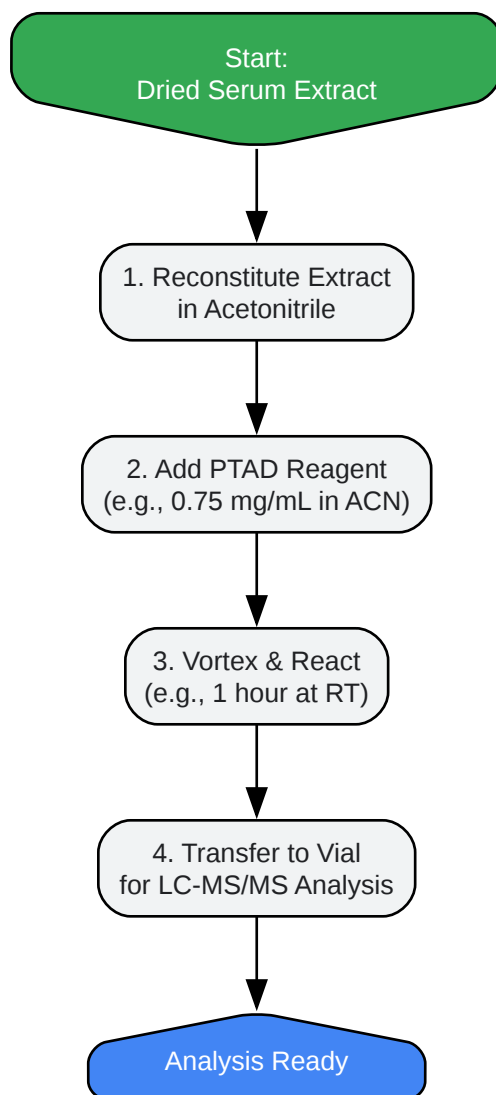 Start:
Dried Serum Extract
1. Reconstitute Extract
in Acetonitrile
2. Add PTAD Reagent
(e.g., 0.75 mg/mL in ACN)
3. Vortex & React
(e.g., 1 hour at RT)
4. Transfer to Vial
for LC-MS/MS Analysis
Analysis Ready